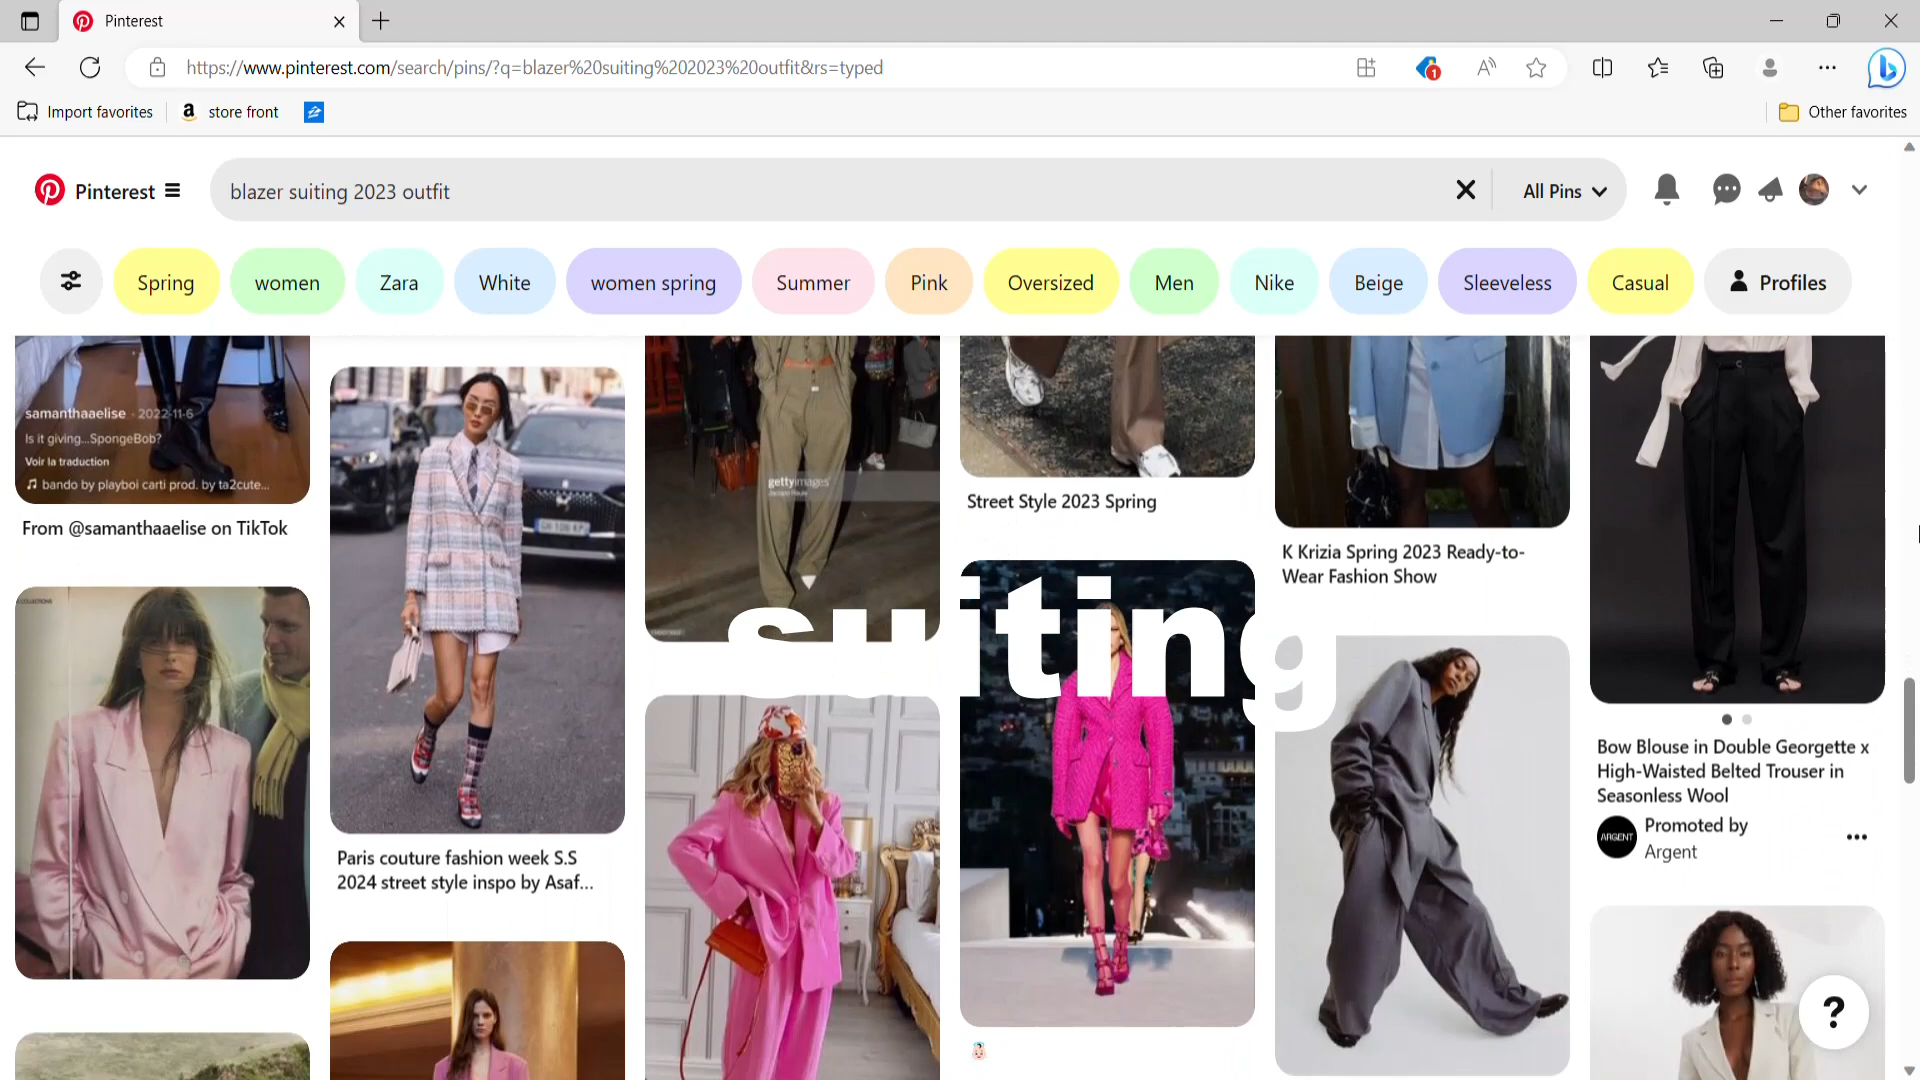 Pinterest
https://www.pinterest.com/search/pins/?q=blazer%20suiting%202023%20outfit&rs=typed
1
Import favorites
store front
Other favorites
Pinterest
blazer suiting 2023 outfit
All Pins
Spring
women
Zara
White
women spring
Summer
Pink
Oversized
Men
Nike
Beige
Sleeveless
Casual
Profiles
samanthaaelise · 2022-11-6
Is it giving...SpongeBob?
Voir la traduction
bando by playboi carti prod. by ta2cute...
From @samanthaaelise on TikTok
gettyimages
Street Style 2023 Spring
K Krizia Spring 2023 Ready-to-
Wear Fashion Show
suiting
Bow Blouse in Double Georgette x
High-Waisted Belted Trouser in
Seasonless Wool
ARGENT
Promoted by
Argent
Paris couture fashion week S.S
2024 street style inspo by Asaf...
?